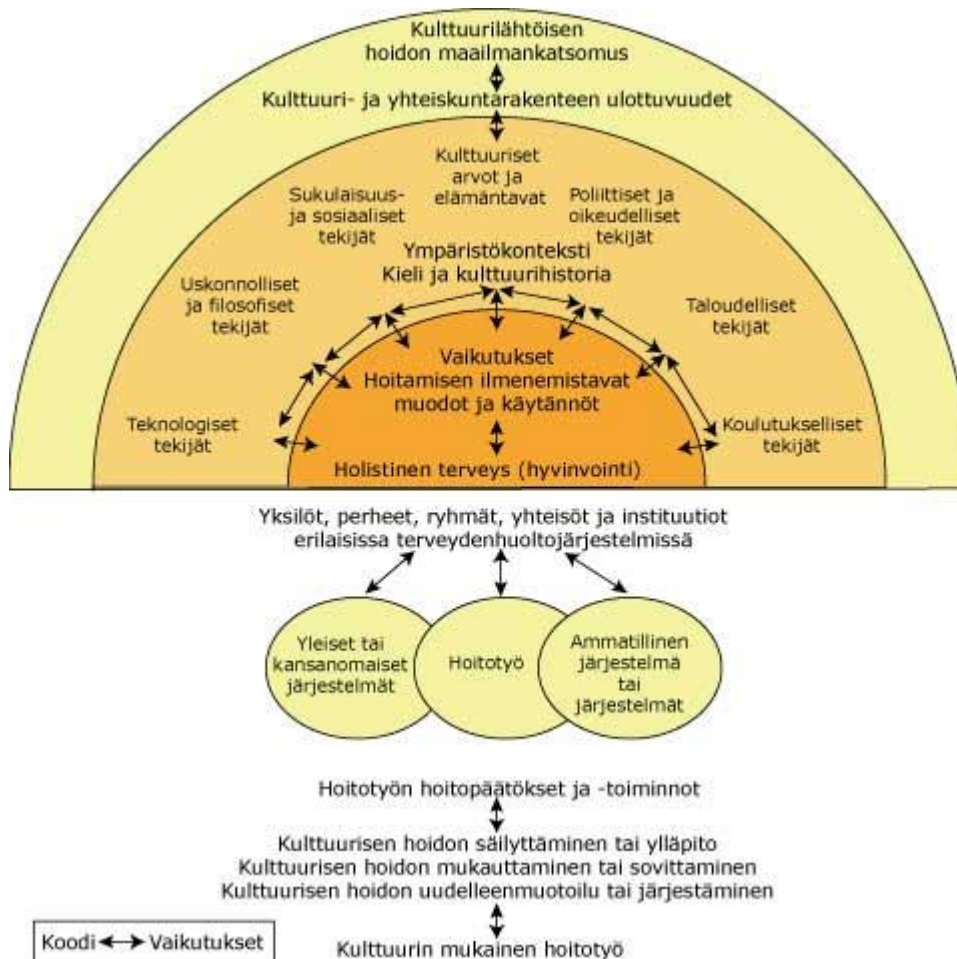 Kulttuurilähtöisen
hoidon maailmankatsomus
Kulttuuri- ja yhteiskuntarakenteen ulottuvuudet
Kulttuuriset
arvot ja
elämäntavat
Sukulaisuus-
ja sosiaaliset
tekijät
Poliittiset ja
oikeudelliset
tekijät
Ympäristökonteksti
Kieli ja kulttuurihistoria
Uskonnolliset
ja filosofiset
tekijät
Taloudelliset
tekijät
Vaikutukset
Hoitamisen ilmenemistavat
muodot ja käytännöt
Teknologiset
tekijät
Koulutukselliset
tekijät
Holistinen terveys (hyvinvointi)
Yksilöt, perheet, ryhmät, yhteisöt ja instituutiot
erilaisissa terveydenhuoltojärjestelmissä
Yleiset tai
kansanomaiset
järjestelmät
Hoitotyö
Ammatillinen
järjestelmä
tai
järjestelmät
Hoitotyön hoitopäätökset ja -toiminnot
Kulttuurisen hoidon säilyttäminen tai ylläpito
Kulttuurisen hoidon mukauttaminen tai sovittaminen
Kulttuurisen hoidon uudelleenmuotoilu tai järjestäminen
Kulttuurin mukainen hoitotyö
Koodi ↔ Vaikutukset